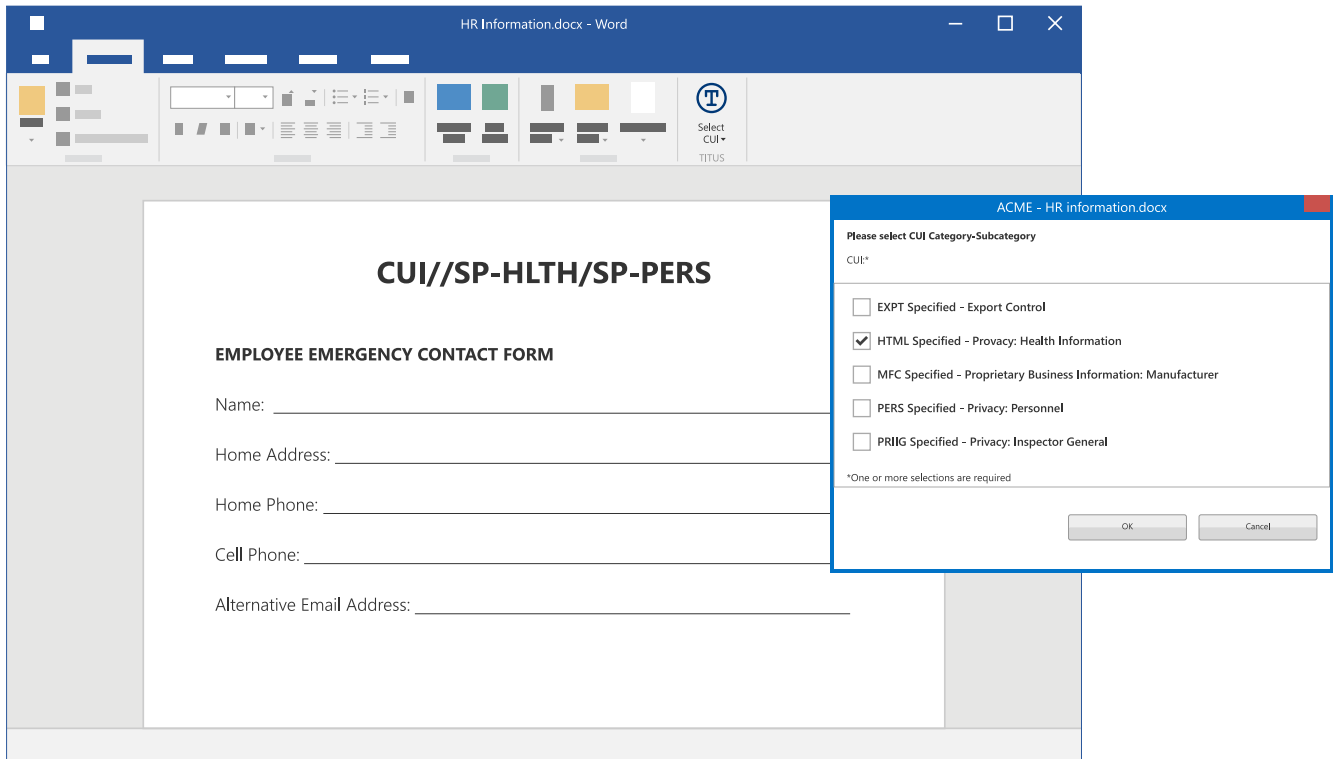 HR Information.docx - Word
Select
CUI
TITUS
CUI//SP-HLTH/SP-PERS
EMPLOYEE EMERGENCY CONTACT FORM
Name:
Home Address:
Home Phone:
Cell Phone:
Alternative Email Address:
ACME - HR information.docx
Please select CUI Category-Subcategory
CUI:*
EXPT Specified - Export Control
HTML Specified - Provacy: Health Information
MFC Specified - Proprietary Business Information: Manufacturer
PERS Specified - Privacy: Personnel
PRIIG Specified - Privacy: Inspector General
*One or more selections are required
OK
Cancel